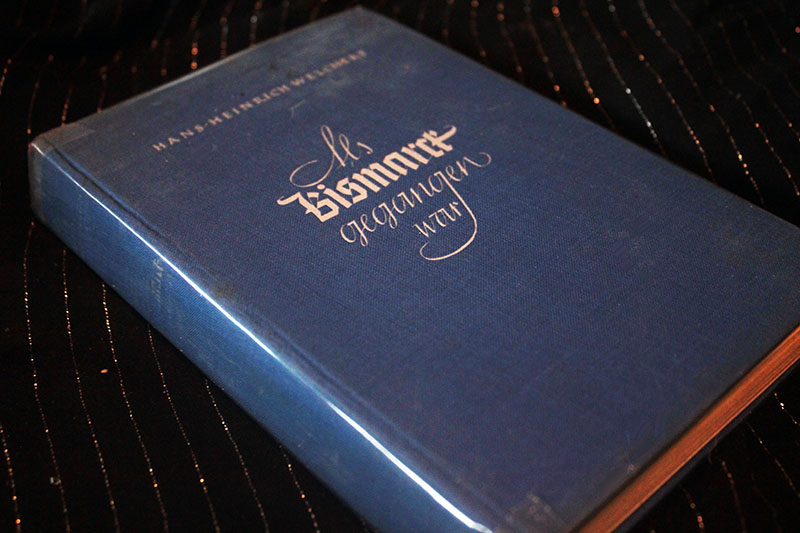 HANS-HEINRICH WELCHERT
Als
Bismarck
gegangen
war